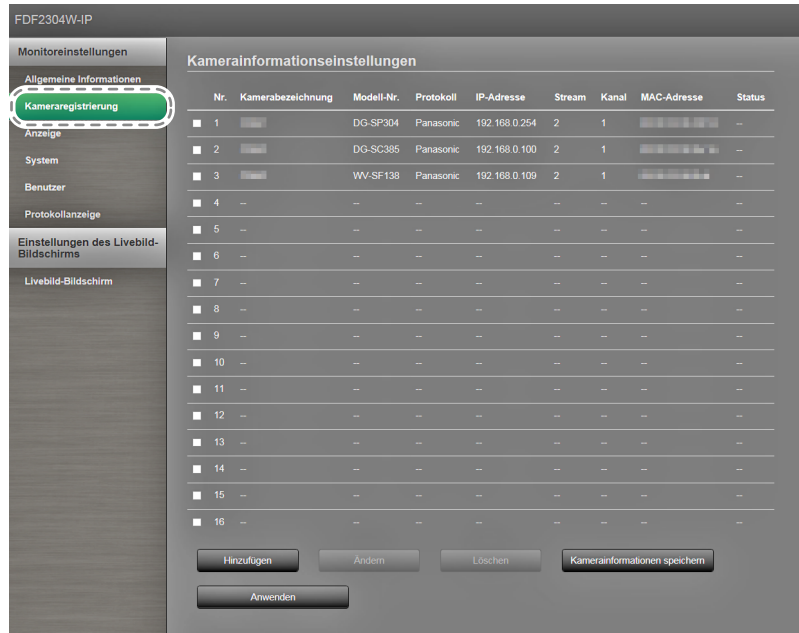 FDF2304W-IP
Monitoreinstellungen
Allgemeine Informationen
Kameraregistrierung
Anzeige
System
Benutzer
Protokollanzeige
Einstellungen des Livebild-
Bildschirms
Livebild-Bildschirm
Kamerainformationseinstellungen
Nr. Kamerabezeichnung Modell-Nr. Protokoll IP-Adresse Stream Kanal MAC-Adresse Status
1 DG-SP304 Panasonic 192.168.0.254 2 1 --
2 DG-SC385 Panasonic 192.168.0.100 2 1 --
3 WV-SF138 Panasonic 192.168.0.109 2 1 --
4 -- -- -- -- -- -- -- --
5 -- -- -- -- -- -- -- --
6 -- -- -- -- -- -- -- --
7 -- -- -- -- -- -- -- --
8 -- -- -- -- -- -- -- --
9 -- -- -- -- -- -- -- --
10 -- -- -- -- -- -- -- --
11 -- -- -- -- -- -- -- --
12 -- -- -- -- -- -- -- --
13 -- -- -- -- -- -- -- --
14 -- -- -- -- -- -- -- --
15 -- -- -- -- -- -- -- --
16 -- -- -- -- -- -- -- --
Hinzufügen Ändern Löschen Kamerainformationen speichern
Anwenden